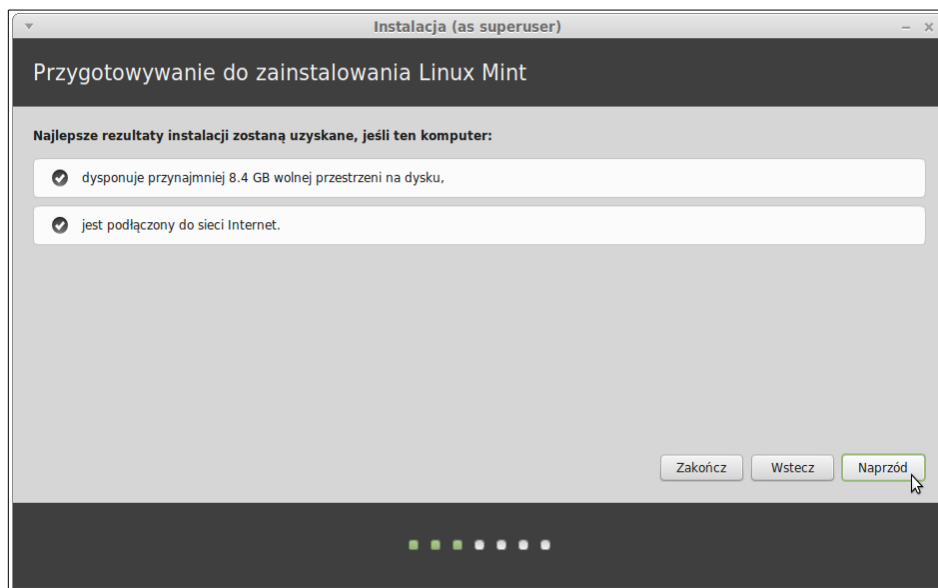 Instalacja (as superuser)
Przygotowywanie do zainstalowania Linux Mint
Najlepsze rezultaty instalacji zostaną uzyskane, jeśli ten komputer:
dysponuje przynajmniej 8.4 GB wolnej przestrzeni na dysku,
jest podłączony do sieci Internet.
Zakończ Wstecz Naprzód